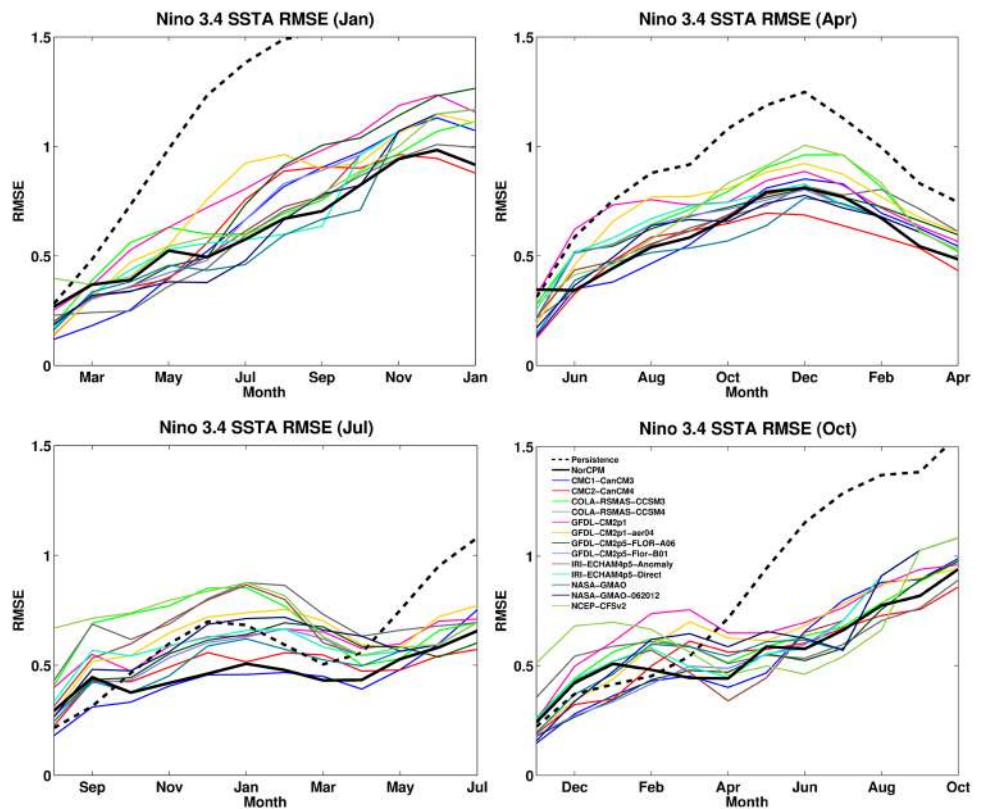 Nino 3.4 SSTA RMSE (Jan)
1.5
1
0.5
0
RMSE
Mar May Jul Sep Nov Jan
Month
Nino 3.4 SSTA RMSE (Apr)
1.5
1
0.5
0
RMSE
Jun Aug Oct Dec Feb Apr
Month
Nino 3.4 SSTA RMSE (Jul)
1.5
1
0.5
0
RMSE
Sep Nov Jan Mar May Jul
Month
Nino 3.4 SSTA RMSE (Oct)
1.5
1
0.5
0
RMSE
Persistence
NorCPM
CMC1-CanCM3
CMC2-CanCM4
COLA-RSMAS-CCSM3
COLA-RSMAS-CCSM4
GFDL-CM2p1
GFDL-CM2p1-aer04
GFDL-CM2p5-FLOR-A06
GFDL-CM2p5-Flor-B01
IRI-ECHAM4p5-Anomaly
IRI-ECHAM4p5-Direct
NASA-GMAO
NASA-GMAO-062012
NCEP-CFSv2
Dec Feb Apr Jun Aug Oct
Month